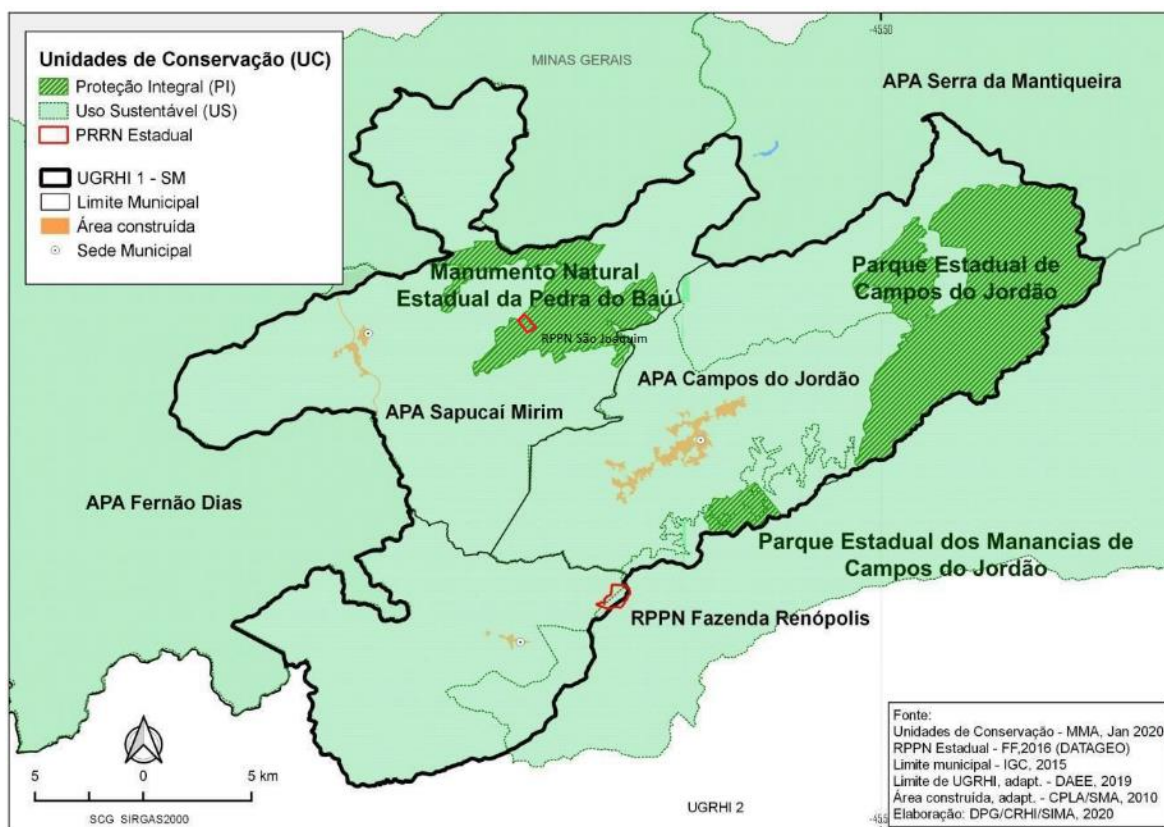 Unidades de Conservação (UC)
Proteção Integral (PI)
Uso Sustentável (US)
PRRN Estadual
UGRHI 1 - SM
Limite Municipal
Área construída
Sede Municipal
MINAS GERAIS
-45.50
APA Serra da Mantiqueira
Manumento Natural
Estadual da Pedra do Baú
RPPN São Joaquim
Parque Estadual de
Campos do Jordão
APA Campos do Jordão
APA Sapucaí Mirim
APA Fernão Dias
Parque Estadual dos Manancias de
Campos do Jordão
RPPN Fazenda Renópolis
5 0 5 km
SCG SIRGAS2000
UGRHI 2
Fonte:
Unidades de Conservação - MMA, Jan 2020
RPPN Estadual - FF,2016 (DATAGEO)
Limite municipal - IGC, 2015
Limite de UGRHI, adapt. - DAEE, 2019
Área construída, adapt. - CPLA/SMA, 2010
Elaboração: DPG/CRHI/SIMA, 2020